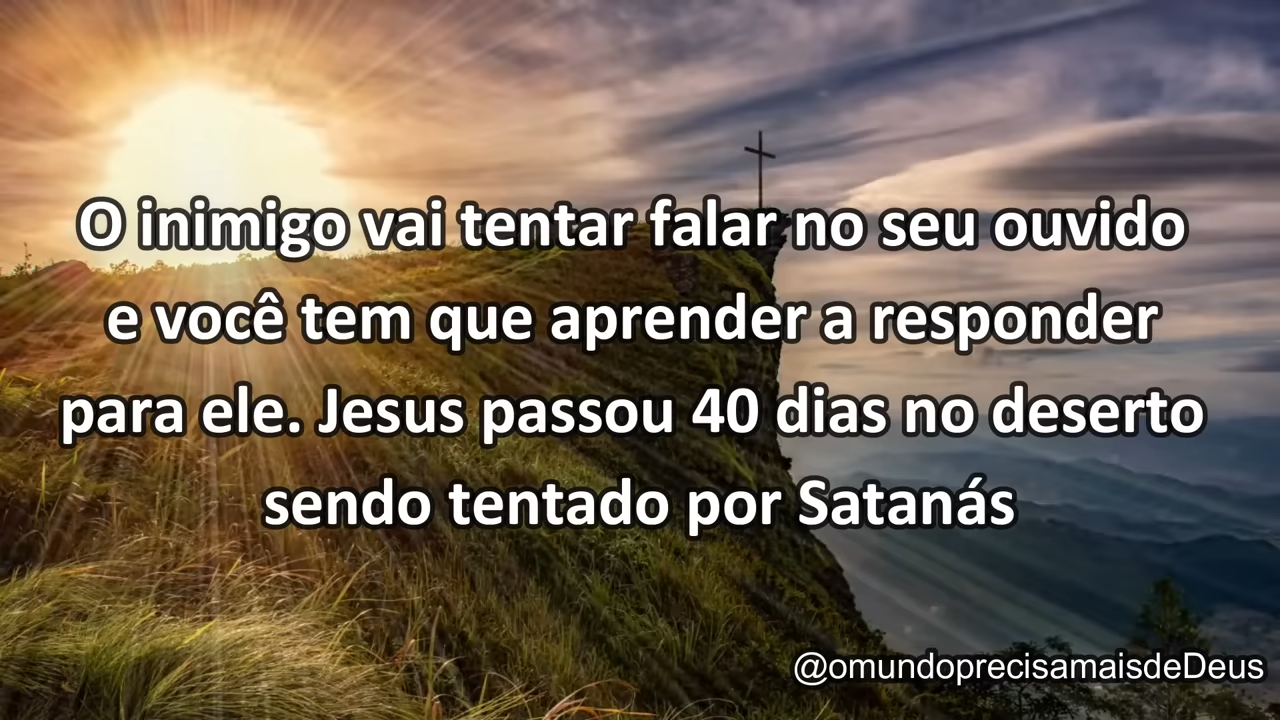 O inimigo vai tentar falar no seu ouvido
e você tem que aprender a responder
para ele. Jesus passou 40 dias no deserto
sendo tentado por Satanás
@omundoprecisamaisdeDeus